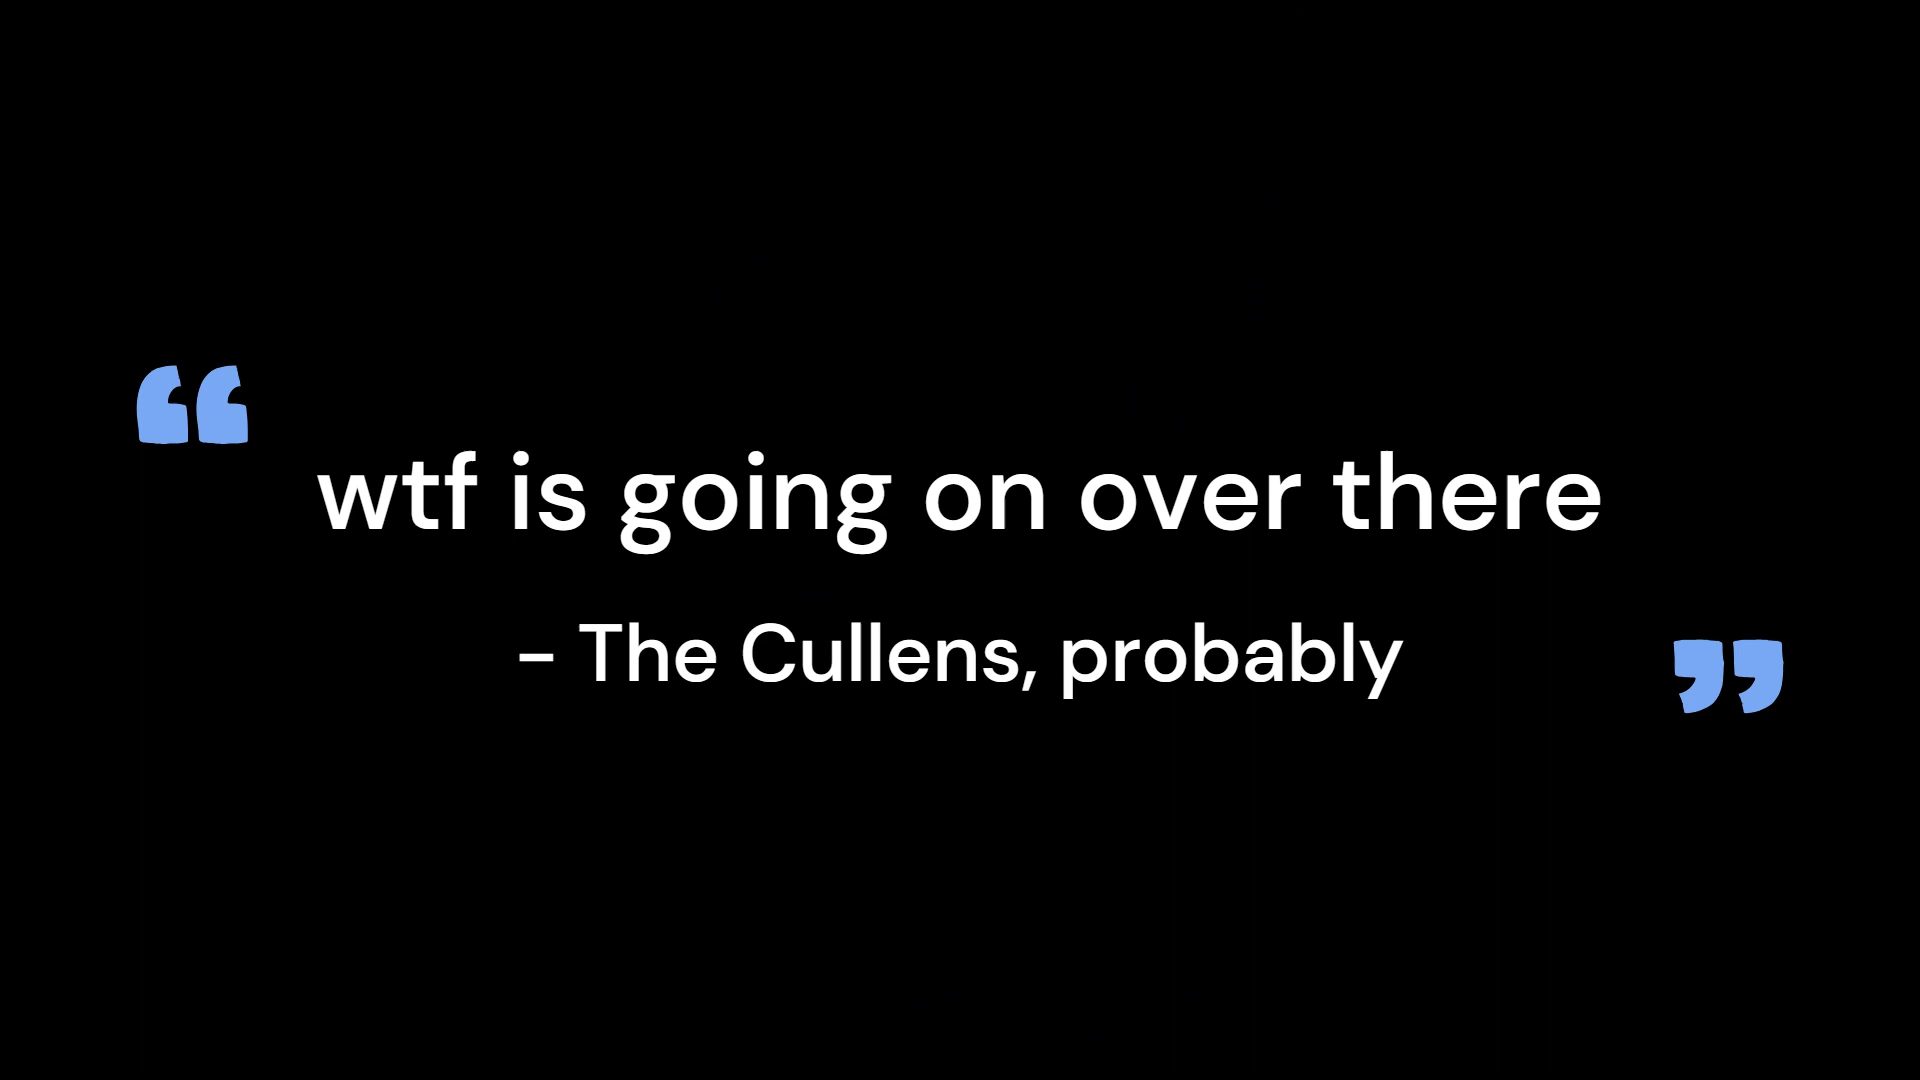 “
wtf is going on over there
– The Cullens, probably
”